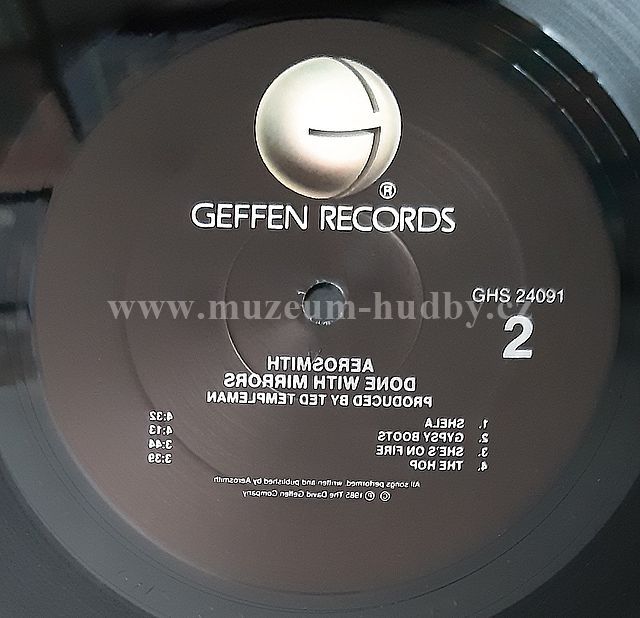 ®
GEFFEN RECORDS
GHS 24091
www.muzeum-hudby.cz
2
AEROSMITH
DONE WITH MIRRORS
PRODUCED BY TED TEMPLEMAN
1. SHELA 4:32
2. GYPSY BOOTS 4:13
3. SHE'S ON FIRE 3:44
4. THE HOP 3:39
All songs performed, written and published by Aerosmith
© ℗ 1985 The David Geffen Company